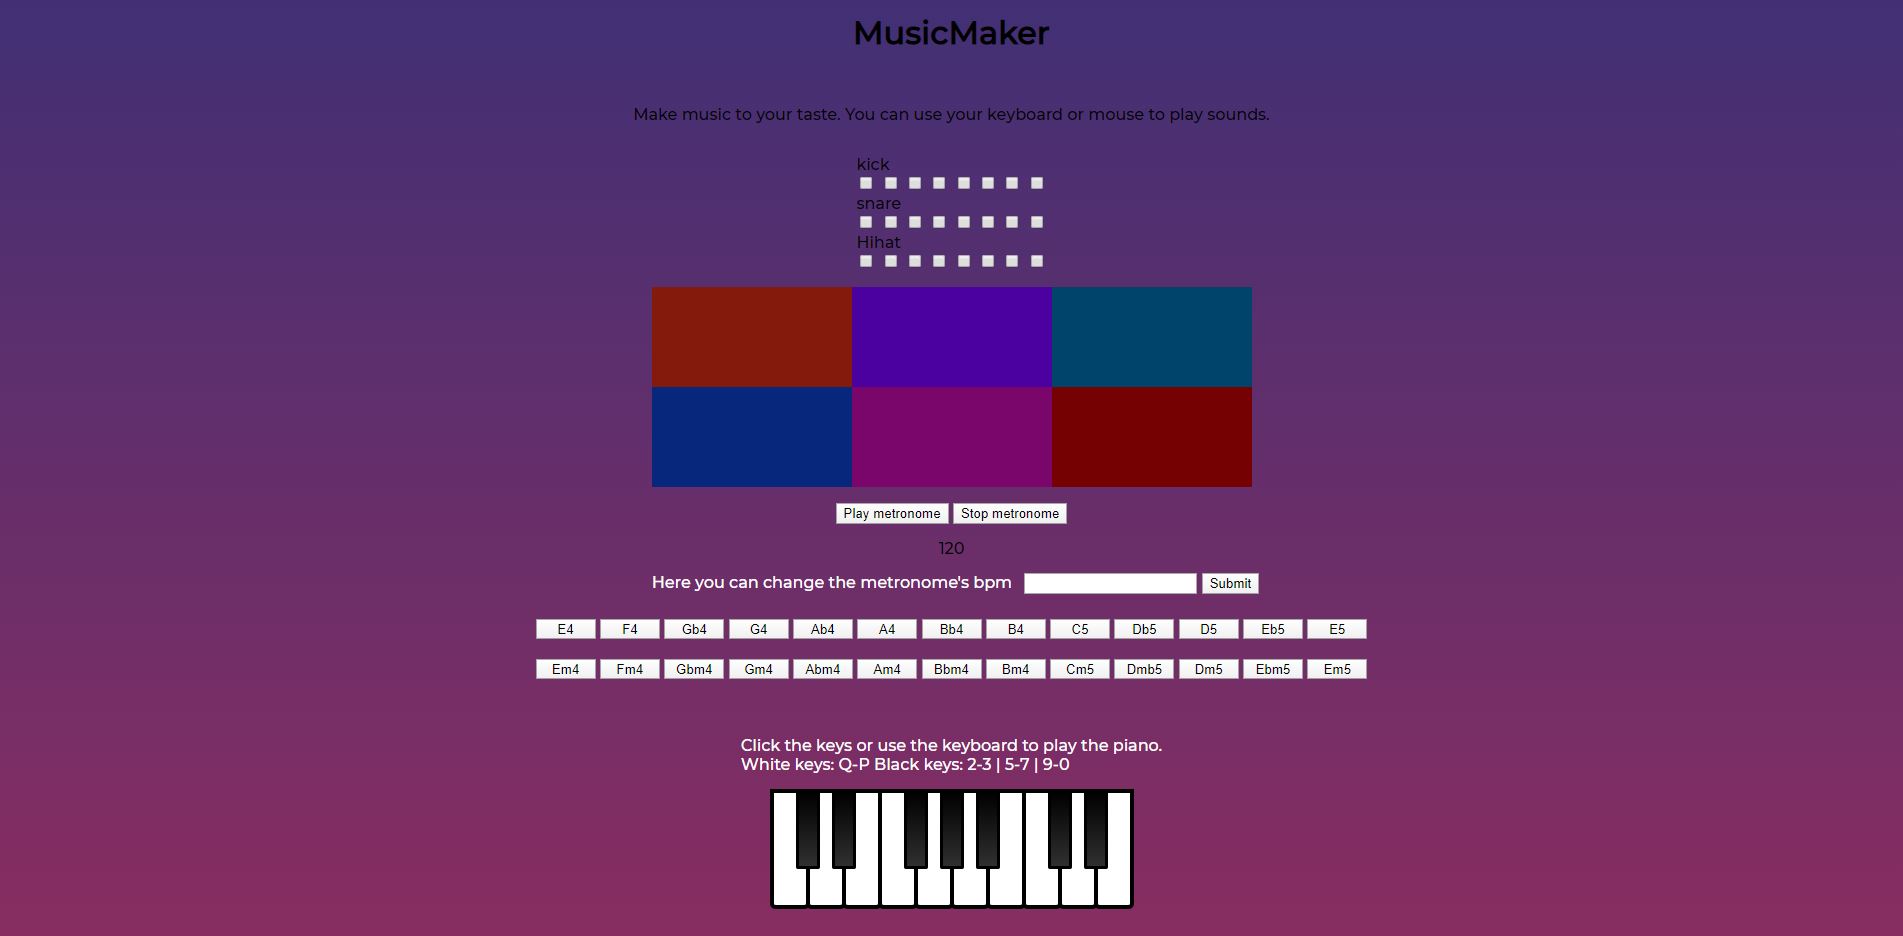 MusicMaker
Make music to your taste. You can use your keyboard or mouse to play sounds.
kick
snare
Hihat
Play metronome Stop metronome
120
Here you can change the metronome's bpm Submit
E4 F4 Gb4 G4 Ab4 A4 Bb4 B4 C5 Db5 D5 Eb5 E5
Em4 Fm4 Gbm4 Gm4 Abm4 Am4 Bbm4 Bm4 Cm5 Dmb5 Dm5 Ebm5 Em5
Click the keys or use the keyboard to play the piano.
White keys: Q-P Black keys: 2-3 | 5-7 | 9-0